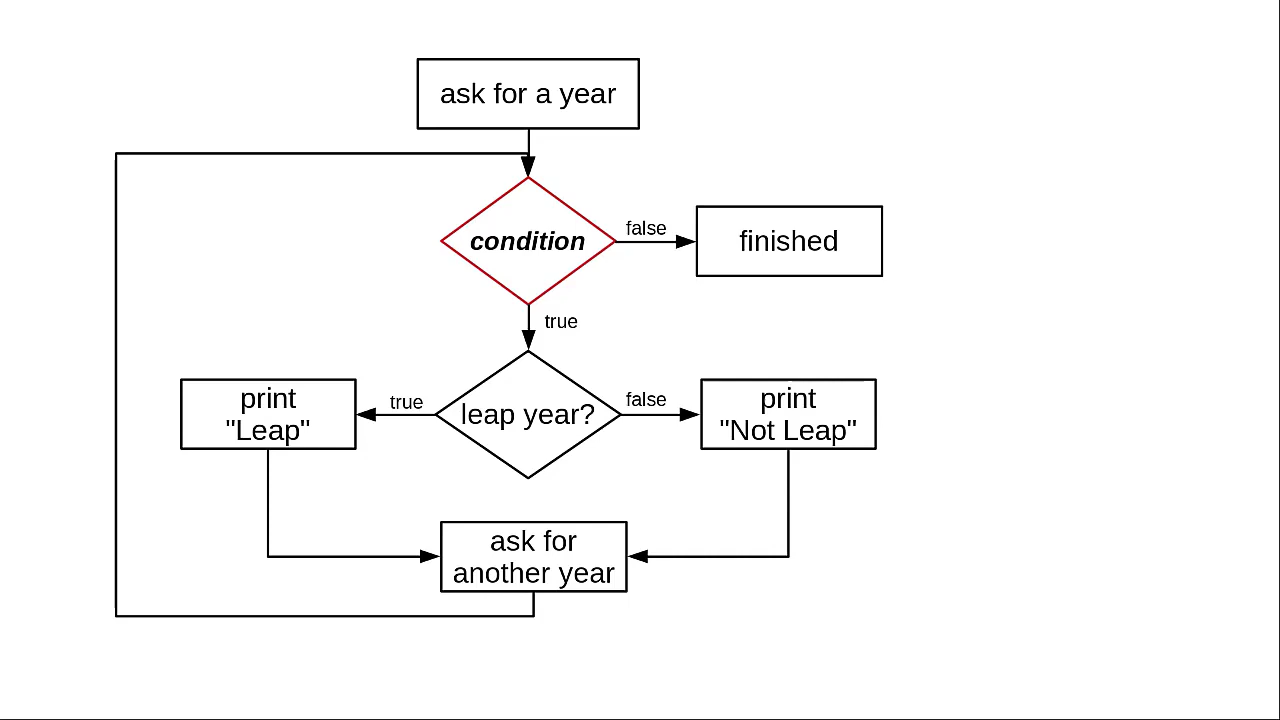 ask for a year
condition
false
finished
true
print
"Leap"
true
leap year?
false
print
"Not Leap"
ask for
another year